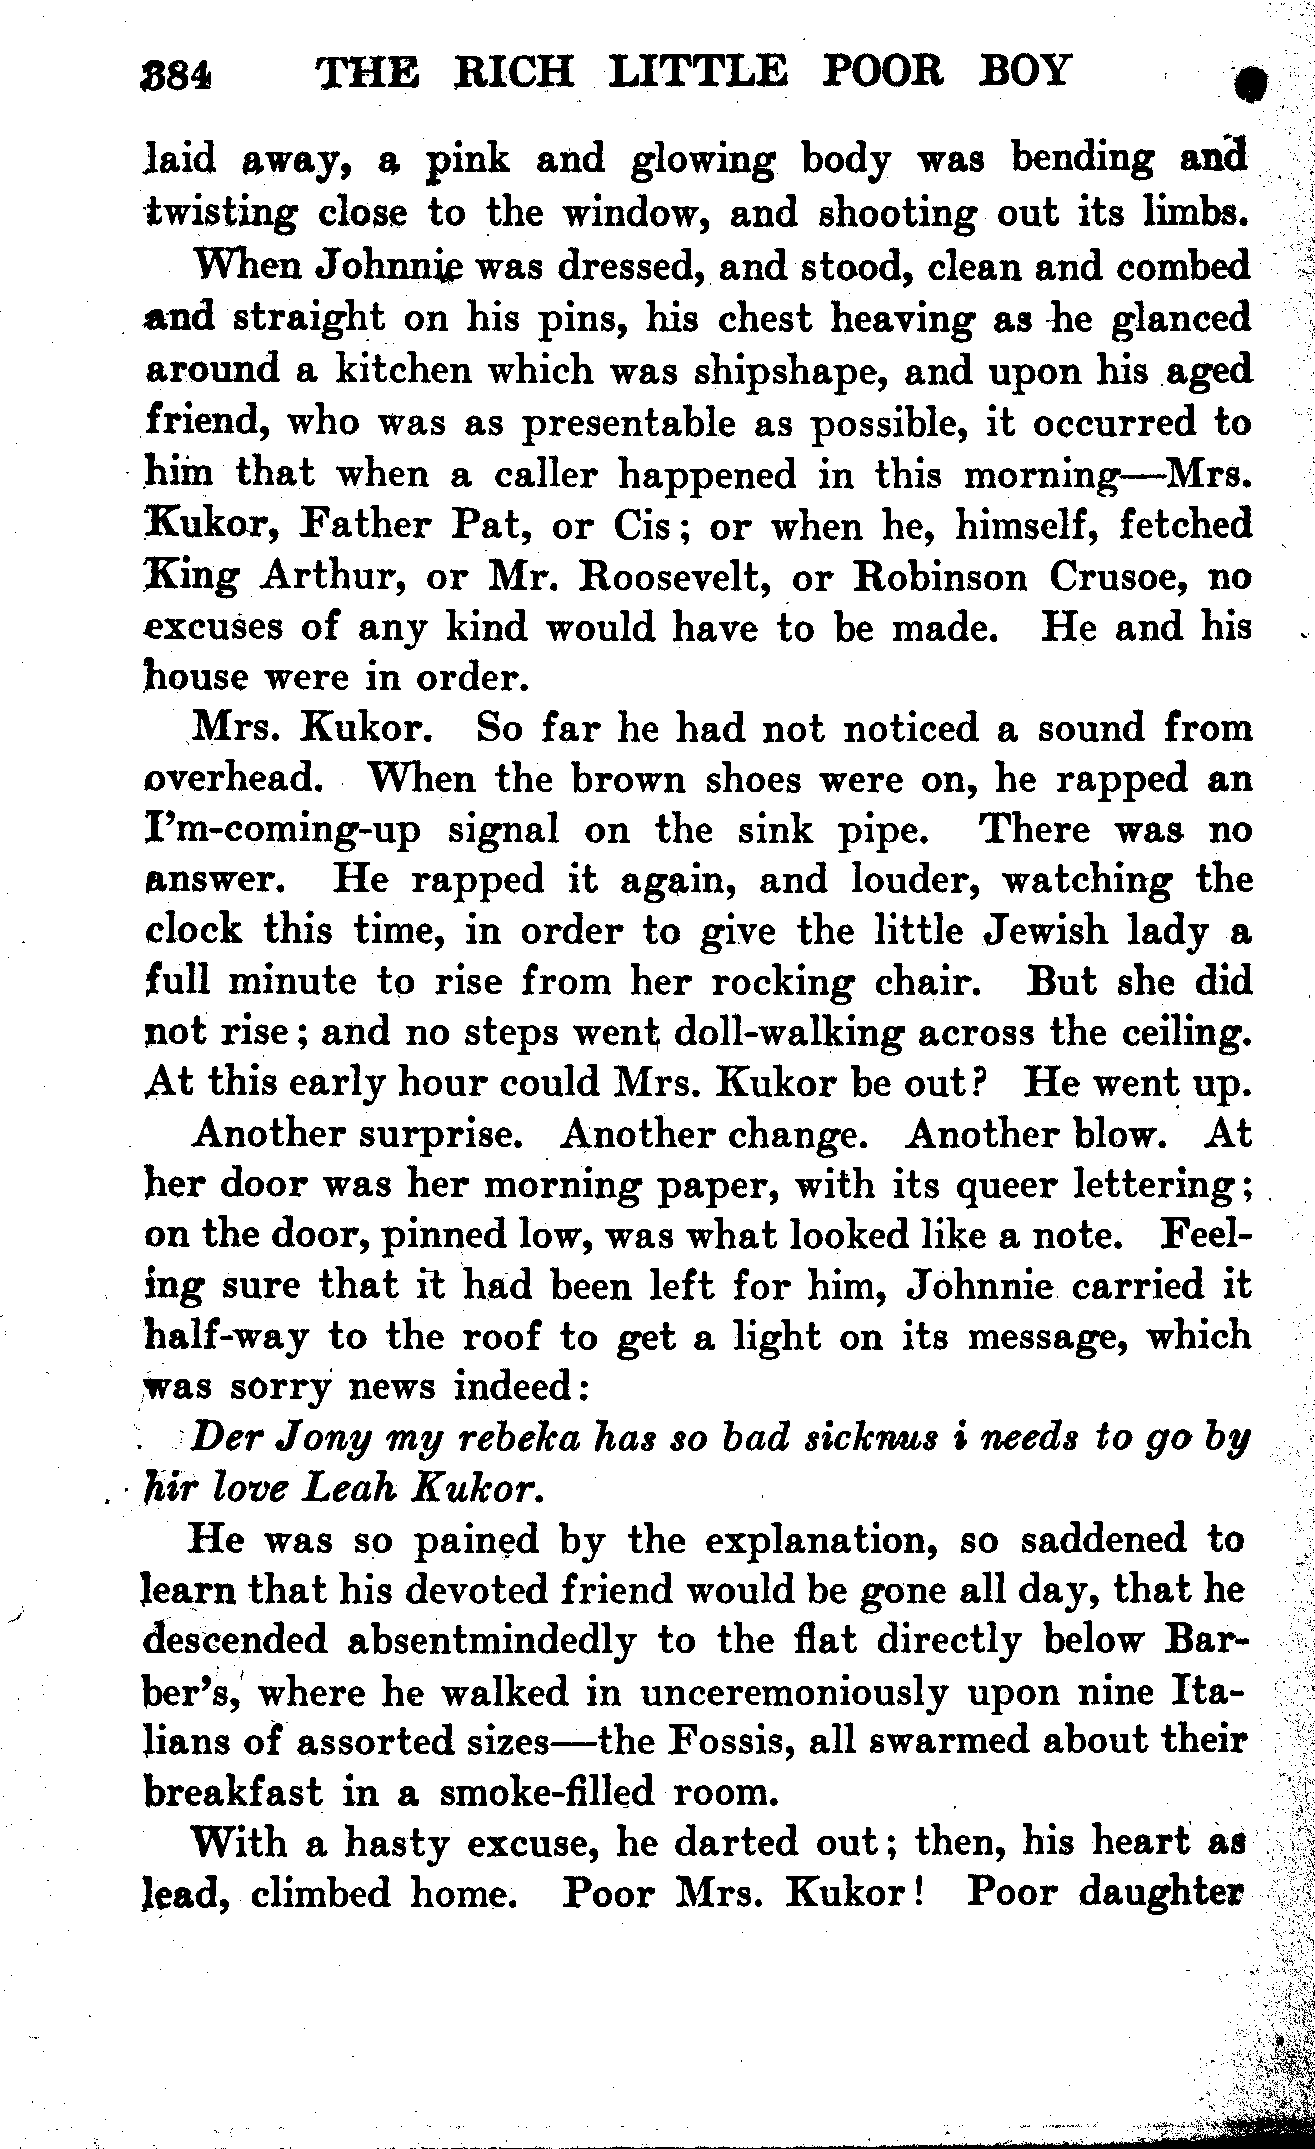 384 THE RICH LITTLE POOR BOY
laid away, a pink and glowing body was bending and
twisting close to the window, and shooting out its limbs.
When Johnnie was dressed, and stood, clean and combed
and straight on his pins, his chest heaving as he glanced
around a kitchen which was shipshape, and upon his aged
friend, who was as presentable as possible, it occurred to
him that when a caller happened in this morning—Mrs.
Kukor, Father Pat, or Cis; or when he, himself, fetched
King Arthur, or Mr. Roosevelt, or Robinson Crusoe, no
excuses of any kind would have to be made. He and his
house were in order.
Mrs. Kukor. So far he had not noticed a sound from
overhead. When the brown shoes were on, he rapped an
I'm-coming-up signal on the sink pipe. There was no
answer. He rapped it again, and louder, watching the
clock this time, in order to give the little Jewish lady a
full minute to rise from her rocking chair. But she did
not rise; and no steps went doll-walking across the ceiling.
At this early hour could Mrs. Kukor be out? He went up.
Another surprise. Another change. Another blow. At
her door was her morning paper, with its queer lettering;
on the door, pinned low, was what looked like a note. Feel-
ing sure that it had been left for him, Johnnie carried it
half-way to the roof to get a light on its message, which
was sorry news indeed:
Der Jony my rebeka has so bad sicknus i needs to go by
hir love Leah Kukor.
He was so pained by the explanation, so saddened to
learn that his devoted friend would be gone all day, that he
descended absentmindedly to the flat directly below Bar-
ber's, where he walked in unceremoniously upon nine Ita-
lians of assorted sizes—the Fossis, all swarmed about their
breakfast in a smoke-filled room.
With a hasty excuse, he darted out; then, his heart as
lead, climbed home. Poor Mrs. Kukor! Poor daughter